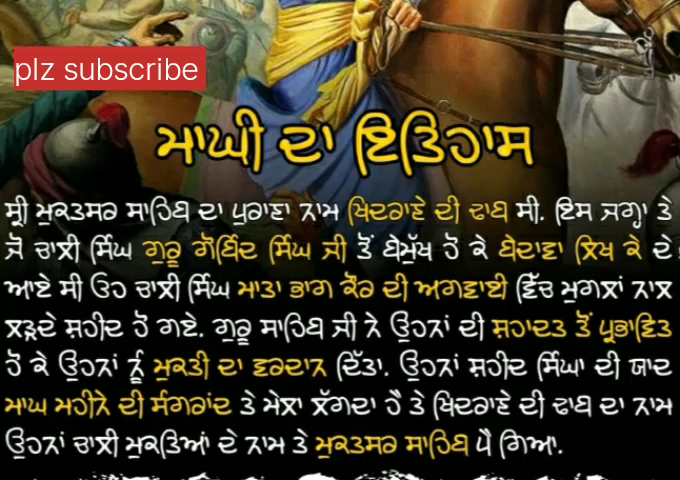 plz subscribe
ਮਾਘੀ ਦਾ ਇਤਿਹਾਸ
ਸ੍ਰੀ ਮੁਕਤਸਰ ਸਾਹਿਬ ਦਾ ਪੁਰਾਣਾ ਨਾਮ ਖਿਦਰਾਣੇ ਦੀ ਢਾਬ ਸੀ. ਇਸ ਜਗ੍ਹਾ ਤੇ
ਜੋ ਚਾਲੀ ਸਿੰਘ ਗੁਰੂ ਗੋਬਿੰਦ ਸਿੰਘ ਜੀ ਤੋਂ ਬੇਮੁੱਖ ਹੋ ਕੇ ਬੇਦਾਵਾ ਲਿਖ ਕੇ ਦੇ
ਆਏ ਸੀ ਓਹ ਚਾਲੀ ਸਿੰਘ ਮਾਤਾ ਭਾਗ ਕੌਰ ਦੀ ਅਗਵਾਈ ਵਿੱਚ ਮੁਗਲਾਂ ਨਾਲ
ਲੜਦੇ ਸ਼ਹੀਦ ਹੋ ਗਏ. ਗੁਰੂ ਸਾਹਿਬ ਜੀ ਨੇ ਉਹਨਾਂ ਦੀ ਸ਼ਹਾਦਤ ਤੋਂ ਪ੍ਰਭਾਵਿਤ
ਹੋ ਕੇ ਉਹਨਾਂ ਨੂੰ ਮੁਕਤੀ ਦਾ ਵਰਦਾਨ ਦਿੱਤਾ. ਉਹਨਾਂ ਸ਼ਹੀਦ ਸਿੰਘਾ ਦੀ ਯਾਦ
ਮਾਘ ਮਹੀਨੇ ਦੀ ਸੰਗਰਾਂਦ ਤੇ ਮੇਲਾ ਲੱਗਦਾ ਹੈ ਤੇ ਖਿਦਰਾਣੇ ਦੀ ਢਾਬ ਦਾ ਨਾਮ
ਉਹਨਾਂ ਚਾਲੀ ਮੁਕਤਿਆਂ ਦੇ ਨਾਮ ਤੇ ਮੁਕਤਸਰ ਸਾਹਿਬ ਪੈ ਗਿਆ.